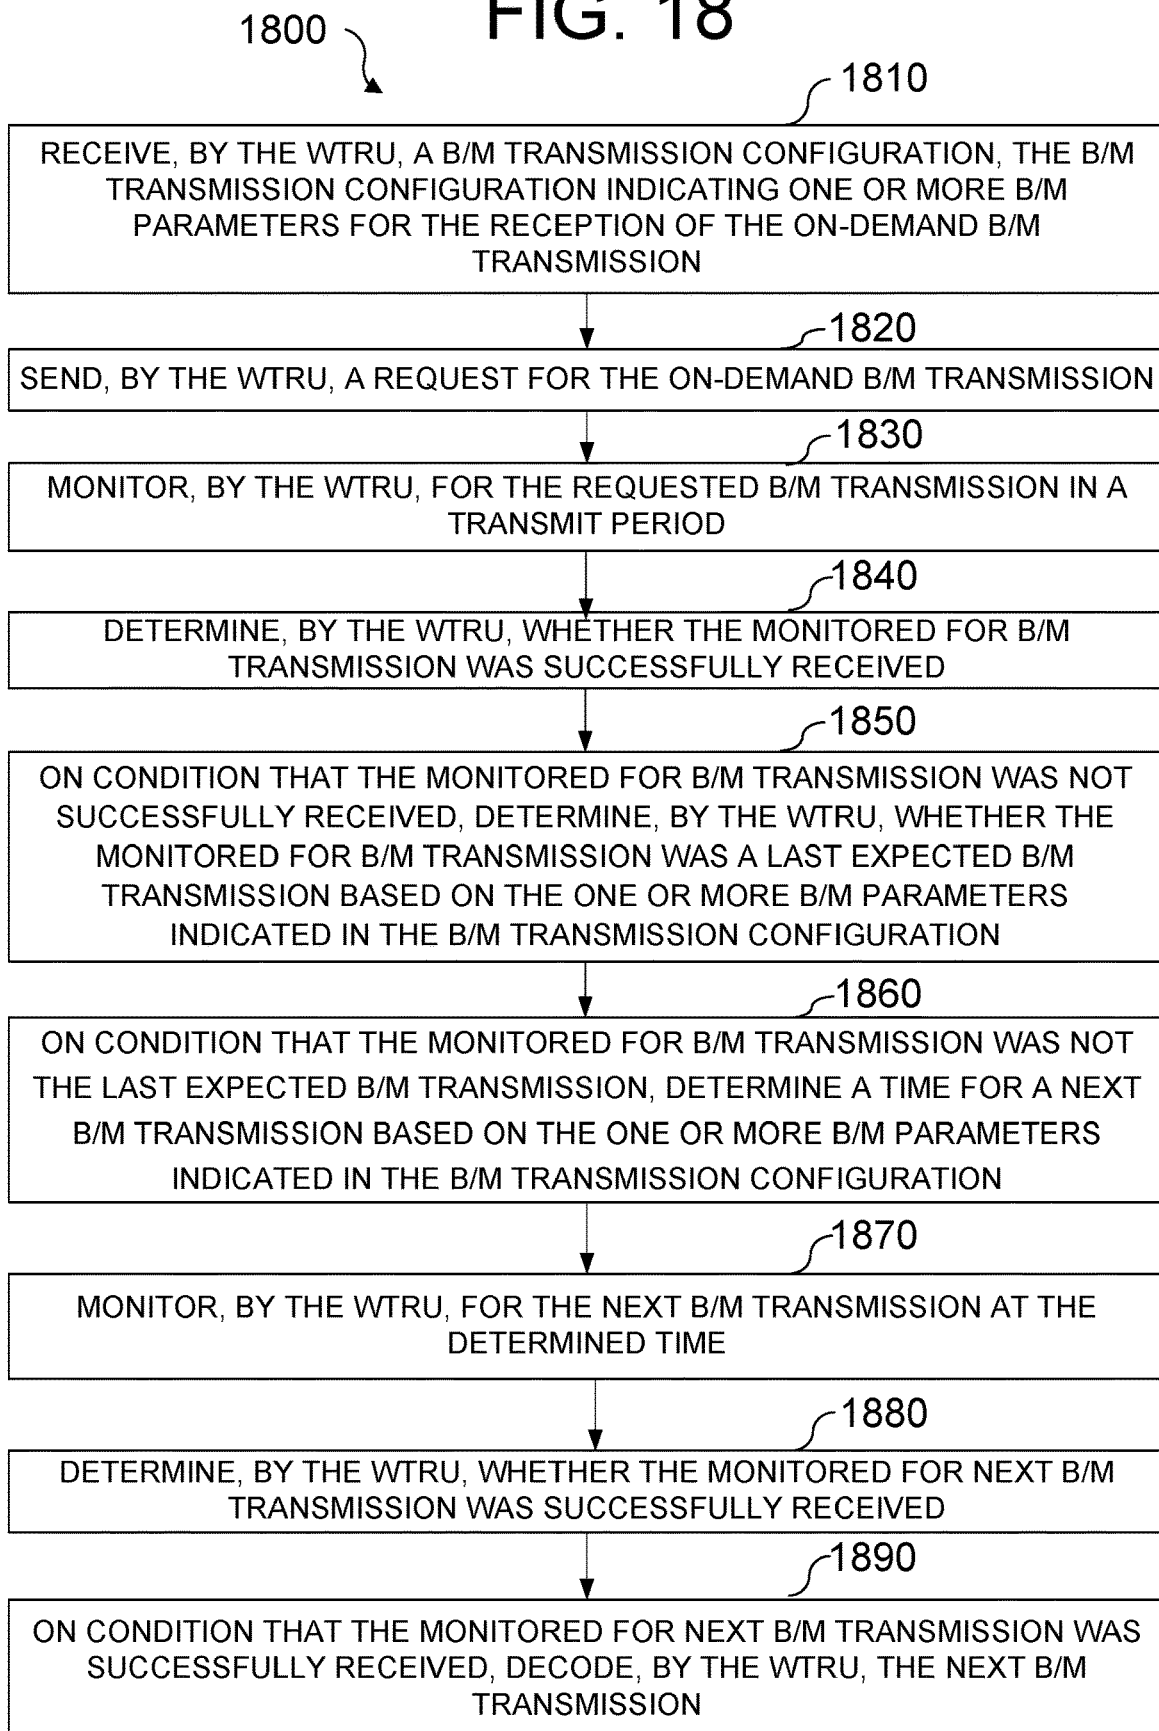 FIG. 18
1800
1810
RECEIVE, BY THE WTRU, A B/M TRANSMISSION CONFIGURATION, THE B/M
TRANSMISSION CONFIGURATION INDICATING ONE OR MORE B/M
PARAMETERS FOR THE RECEPTION OF THE ON-DEMAND B/M
TRANSMISSION
1820
SEND, BY THE WTRU, A REQUEST FOR THE ON-DEMAND B/M TRANSMISSION
1830
MONITOR, BY THE WTRU, FOR THE REQUESTED B/M TRANSMISSION IN A
TRANSMIT PERIOD
1840
DETERMINE, BY THE WTRU, WHETHER THE MONITORED FOR B/M
TRANSMISSION WAS SUCCESSFULLY RECEIVED
1850
ON CONDITION THAT THE MONITORED FOR B/M TRANSMISSION WAS NOT
SUCCESSFULLY RECEIVED, DETERMINE, BY THE WTRU, WHETHER THE
MONITORED FOR B/M TRANSMISSION WAS A LAST EXPECTED B/M
TRANSMISSION BASED ON THE ONE OR MORE B/M PARAMETERS
INDICATED IN THE B/M TRANSMISSION CONFIGURATION
1860
ON CONDITION THAT THE MONITORED FOR B/M TRANSMISSION WAS NOT
THE LAST EXPECTED B/M TRANSMISSION, DETERMINE A TIME FOR A NEXT
B/M TRANSMISSION BASED ON THE ONE OR MORE B/M PARAMETERS
INDICATED IN THE B/M TRANSMISSION CONFIGURATION
1870
MONITOR, BY THE WTRU, FOR THE NEXT B/M TRANSMISSION AT THE
DETERMINED TIME
1880
DETERMINE, BY THE WTRU, WHETHER THE MONITORED FOR NEXT B/M
TRANSMISSION WAS SUCCESSFULLY RECEIVED
1890
ON CONDITION THAT THE MONITORED FOR NEXT B/M TRANSMISSION WAS
SUCCESSFULLY RECEIVED, DECODE, BY THE WTRU, THE NEXT B/M
TRANSMISSION